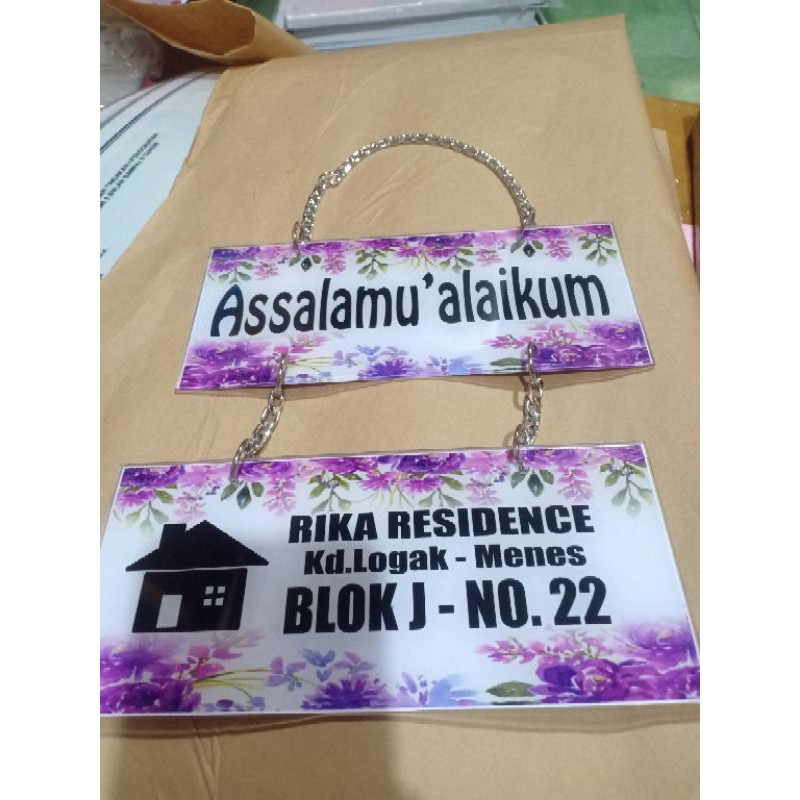 Assalamu'alaikum
RIKA RESIDENCE
Kd.Logak - Menes
BLOK J - NO. 22